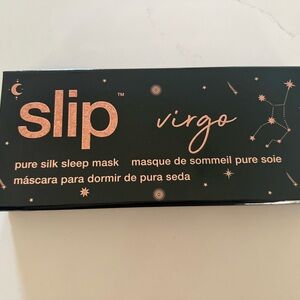 slip™
virgo
pure silk sleep mask masque de sommeil pure soie
máscara para dormir de pura seda